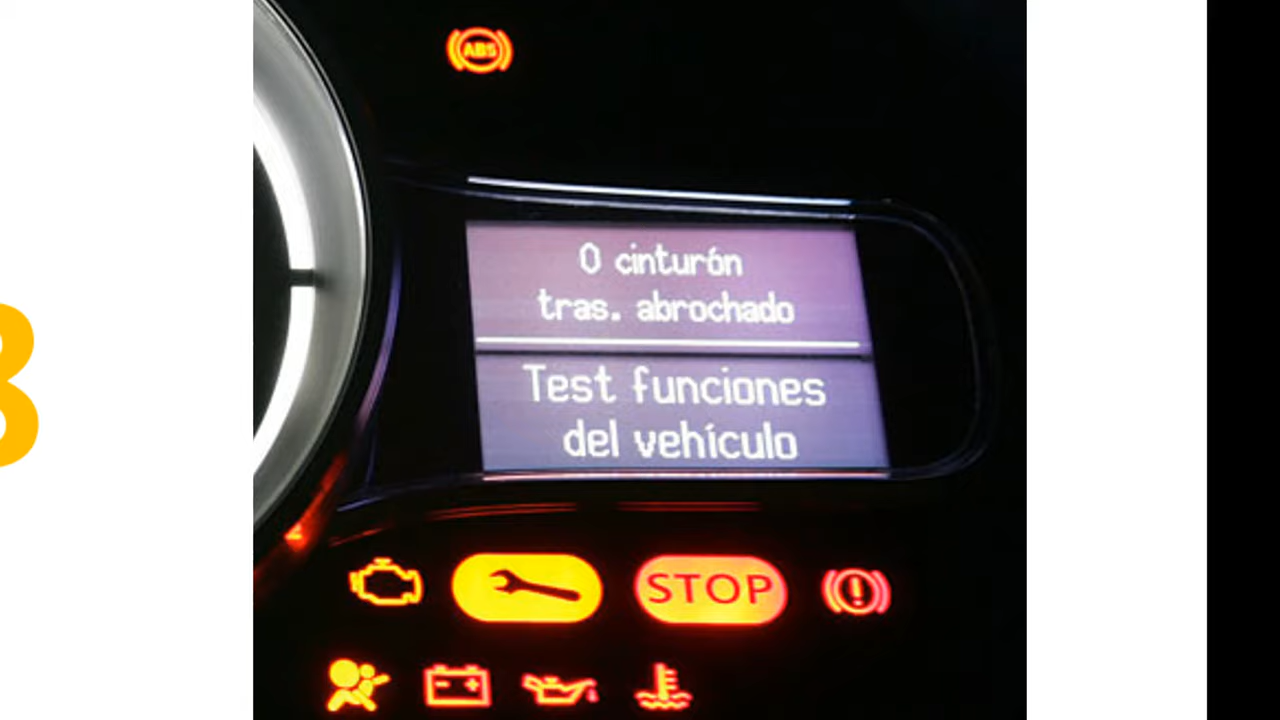 ABS
0 cinturón
tras. abrochado
Test funciones
del vehículo
STOP